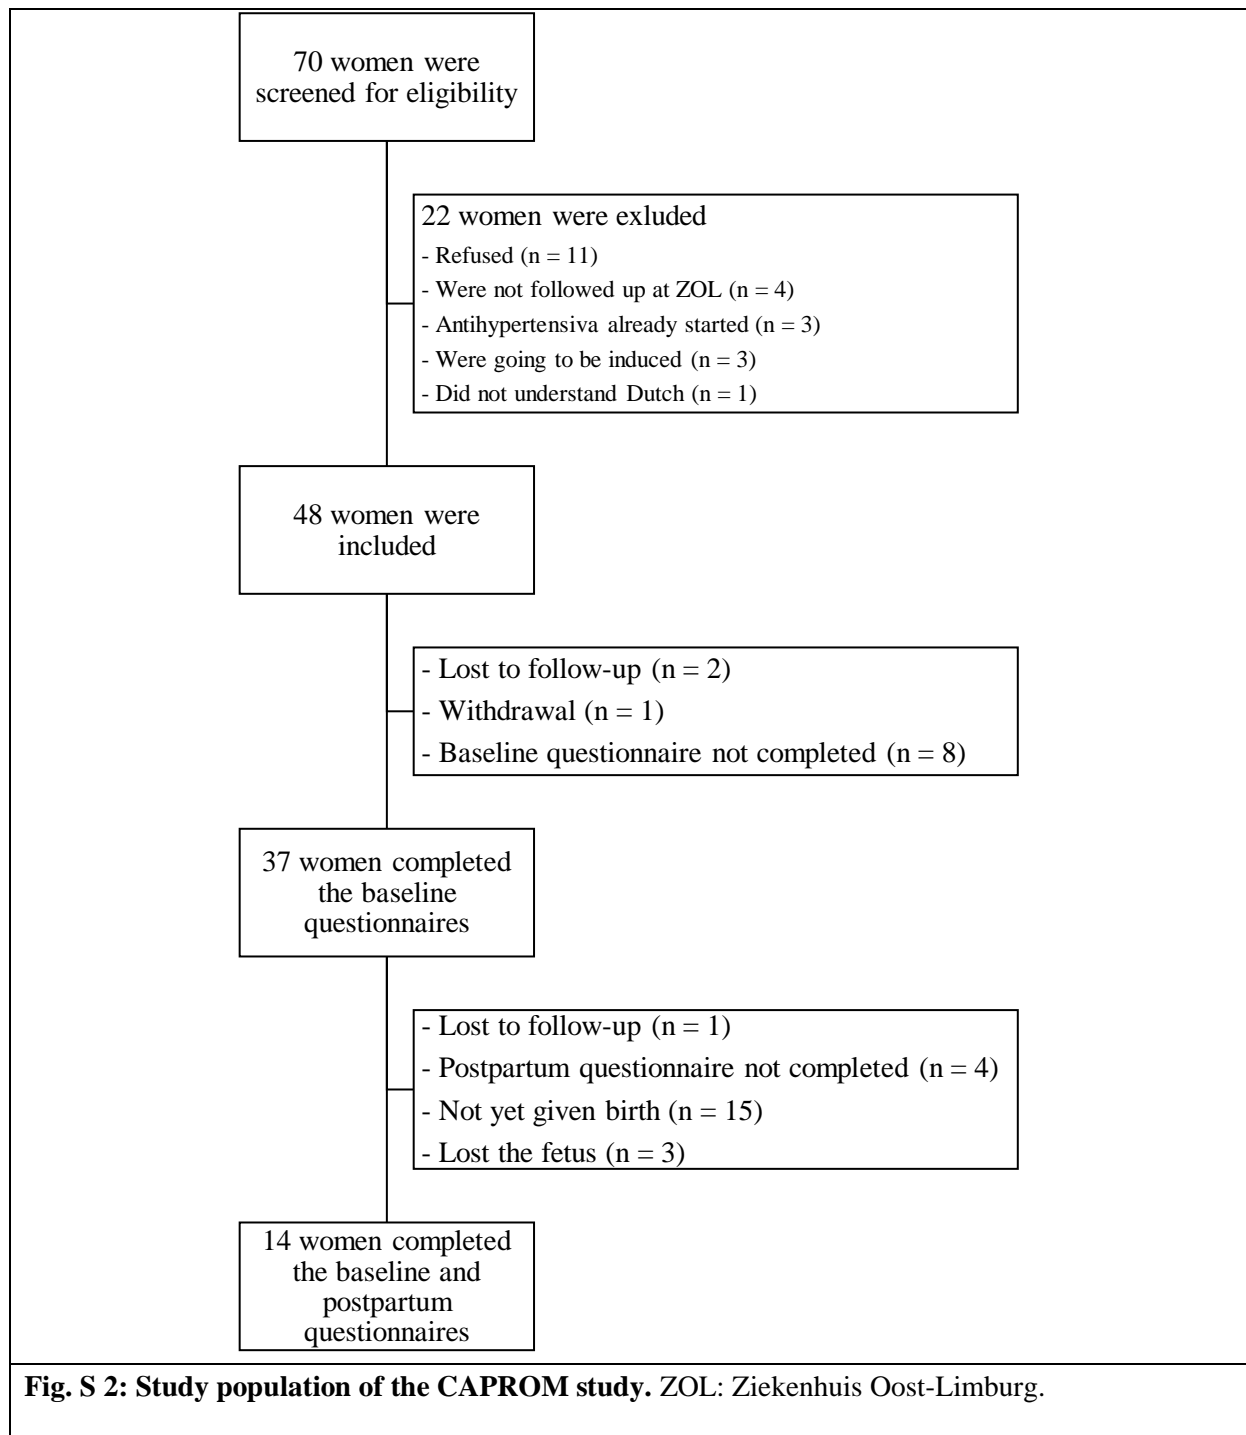 70 women were
screened for eligibility
22 women were exluded
- Refused (n = 11)
- Were not followed up at ZOL (n = 4)
- Antihypertensiva already started (n = 3)
- Were going to be induced (n = 3)
- Did not understand Dutch (n = 1)
48 women were
included
- Lost to follow-up (n = 2)
- Withdrawal (n = 1)
- Baseline questionnaire not completed (n = 8)
37 women completed
the baseline
questionnaires
- Lost to follow-up (n = 1)
- Postpartum questionnaire not completed (n = 4)
- Not yet given birth (n = 15)
- Lost the fetus (n = 3)
14 women completed
the baseline and
postpartum
questionnaires
Fig. S 2: Study population of the CAPROM study. ZOL: Ziekenhuis Oost-Limburg.